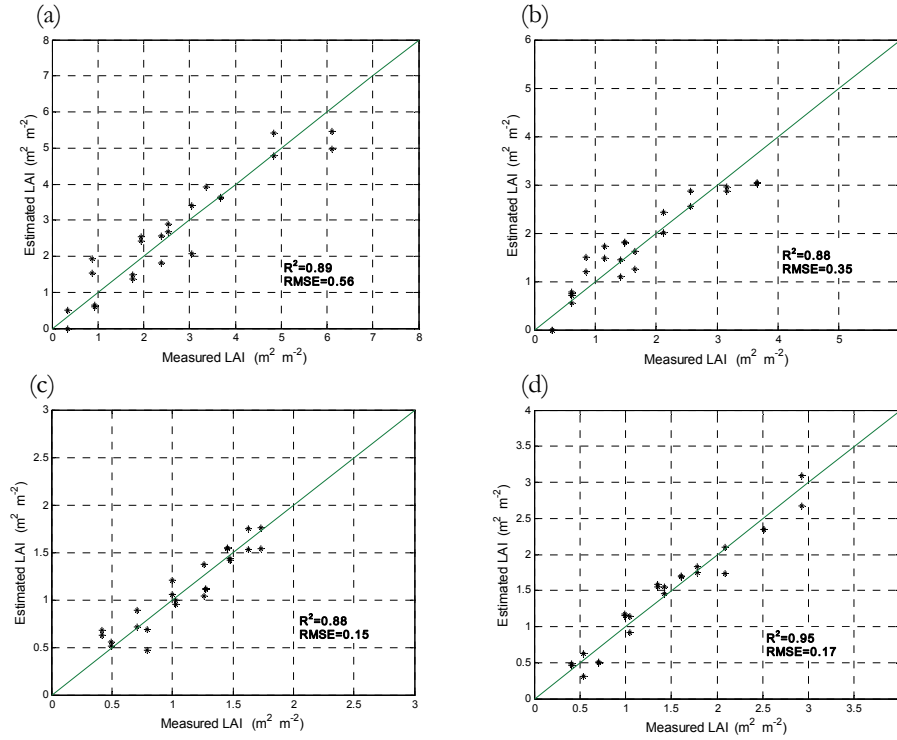 (a)
8
7
6
5
4
3
2
1
0
Estimated LAI (m² m⁻²)
R²=0.89
RMSE=0.56
0 1 2 3 4 5 6 7 8
Measured LAI (m² m⁻²)
(b)
6
5
4
3
2
1
0
Estimated LAI (m² m⁻²)
R²=0.88
RMSE=0.35
0 1 2 3 4 5
Measured LAI (m² m⁻²)
(c)
3
2.5
2
1.5
1
0.5
0
Estimated LAI (m² m⁻²)
R²=0.88
RMSE=0.15
0 0.5 1 1.5 2 2.5 3
Measured LAI (m² m⁻²)
(d)
4
3.5
3
2.5
2
1.5
1
0.5
0
Estimated LAI (m² m⁻²)
R²=0.95
RMSE=0.17
0 0.5 1 1.5 2 2.5 3 3.5
Measured LAI (m² m⁻²)